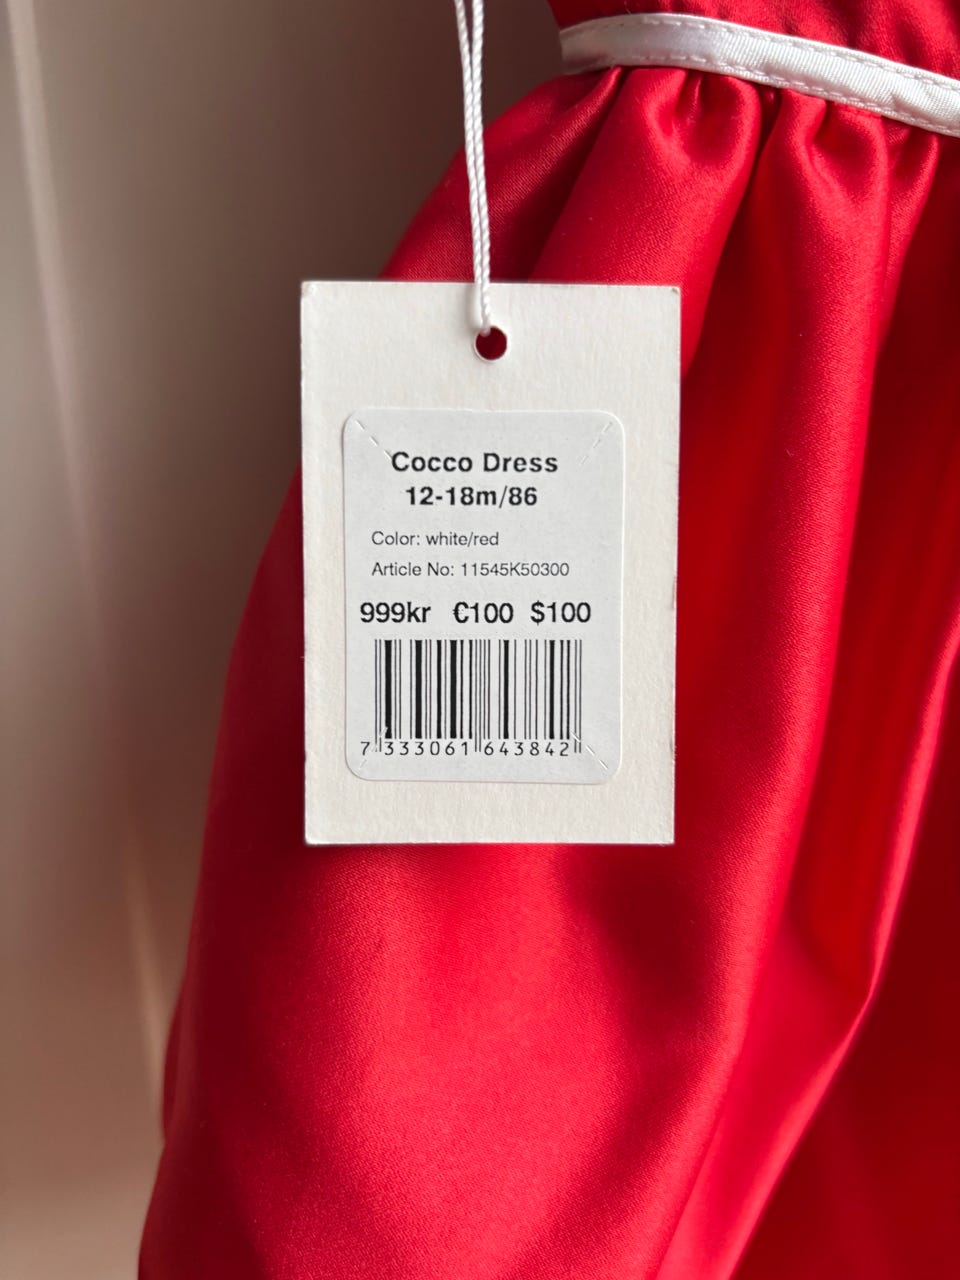 Cocco Dress
12-18m/86
Color: white/red
Article No: 11545K50300
999kr €100 $100
7 333061 643842